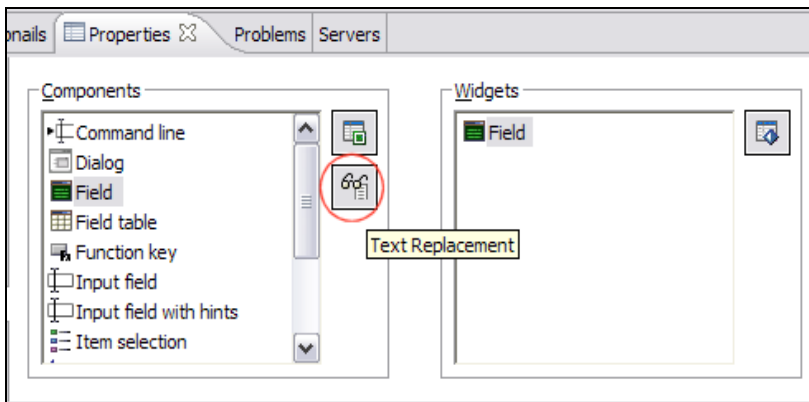 onails Properties Problems Servers
Components
Widgets
Command line
Dialog
Field
Field table
Function key
Input field
Input field with hints
Item selection
Field
Text Replacement